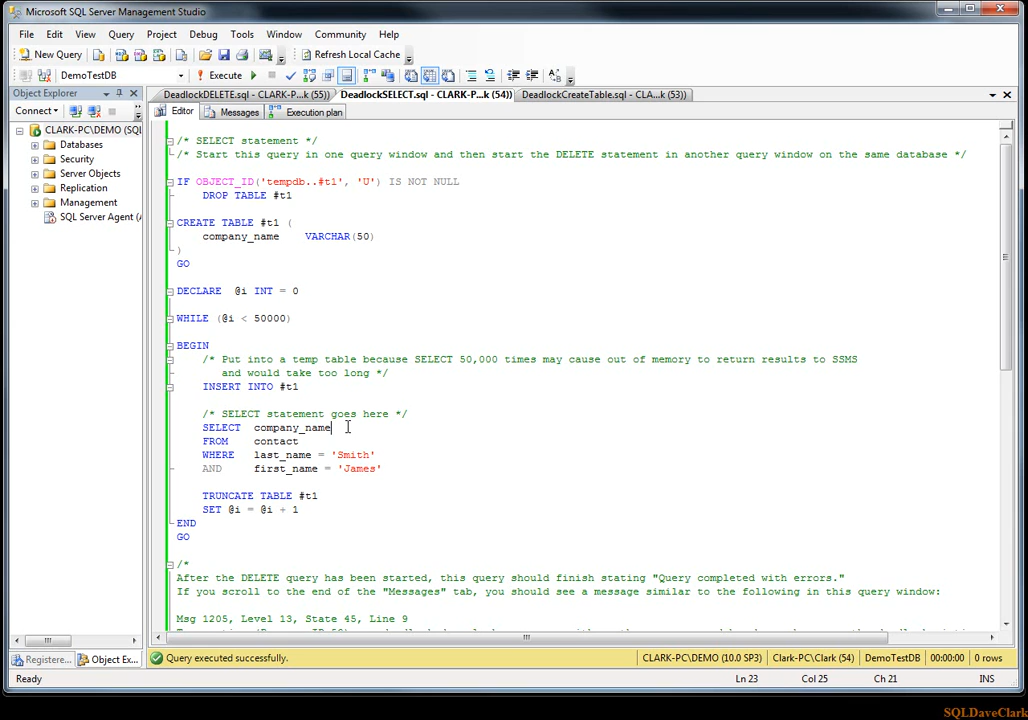 Microsoft SQL Server Management Studio
File Edit View Query Project Debug Tools Window Community Help
New Query Refresh Local Cache
DemoTestDB Execute
Object Explorer
DeadlockDELETE.sql - CLARK-P...k (55)) DeadlockSELECT.sql - CLARK-P...k (54)) DeadlockCreateTable.sql - CLA...k (53))
Connect
Editor Messages Execution plan
CLARK-PC\DEMO (SQL
Databases
Security
Server Objects
Replication
Management
SQL Server Agent (
/* SELECT statement */
/* Start this query in one query window and then start the DELETE statement in another query window on the same database */
IF OBJECT_ID('tempdb..#t1', 'U') IS NOT NULL
DROP TABLE #t1
CREATE TABLE #t1 (
company_name VARCHAR(50)
)
GO
DECLARE @i INT = 0
WHILE (@i < 50000)
BEGIN
/* Put into a temp table because SELECT 50,000 times may cause out of memory to return results to SSMS
and would take too long */
INSERT INTO #t1
/* SELECT statement goes here */
SELECT company_name
FROM contact
WHERE last_name = 'Smith'
AND first_name = 'James'
TRUNCATE TABLE #t1
SET @i = @i + 1
END
GO
/*
After the DELETE query has been started, this query should finish stating "Query completed with errors."
If you scroll to the end of the "Messages" tab, you should see a message similar to the following in this query window:
Msg 1205, Level 13, State 45, Line 9
Registere... Object Ex...
Query executed successfully. CLARK-PC\DEMO (10.0 SP3) Clark-PC\Clark (54) DemoTestDB 00:00:00 0 rows
Ready Ln 23 Col 25 Ch 21 INS
SQLDaveClark